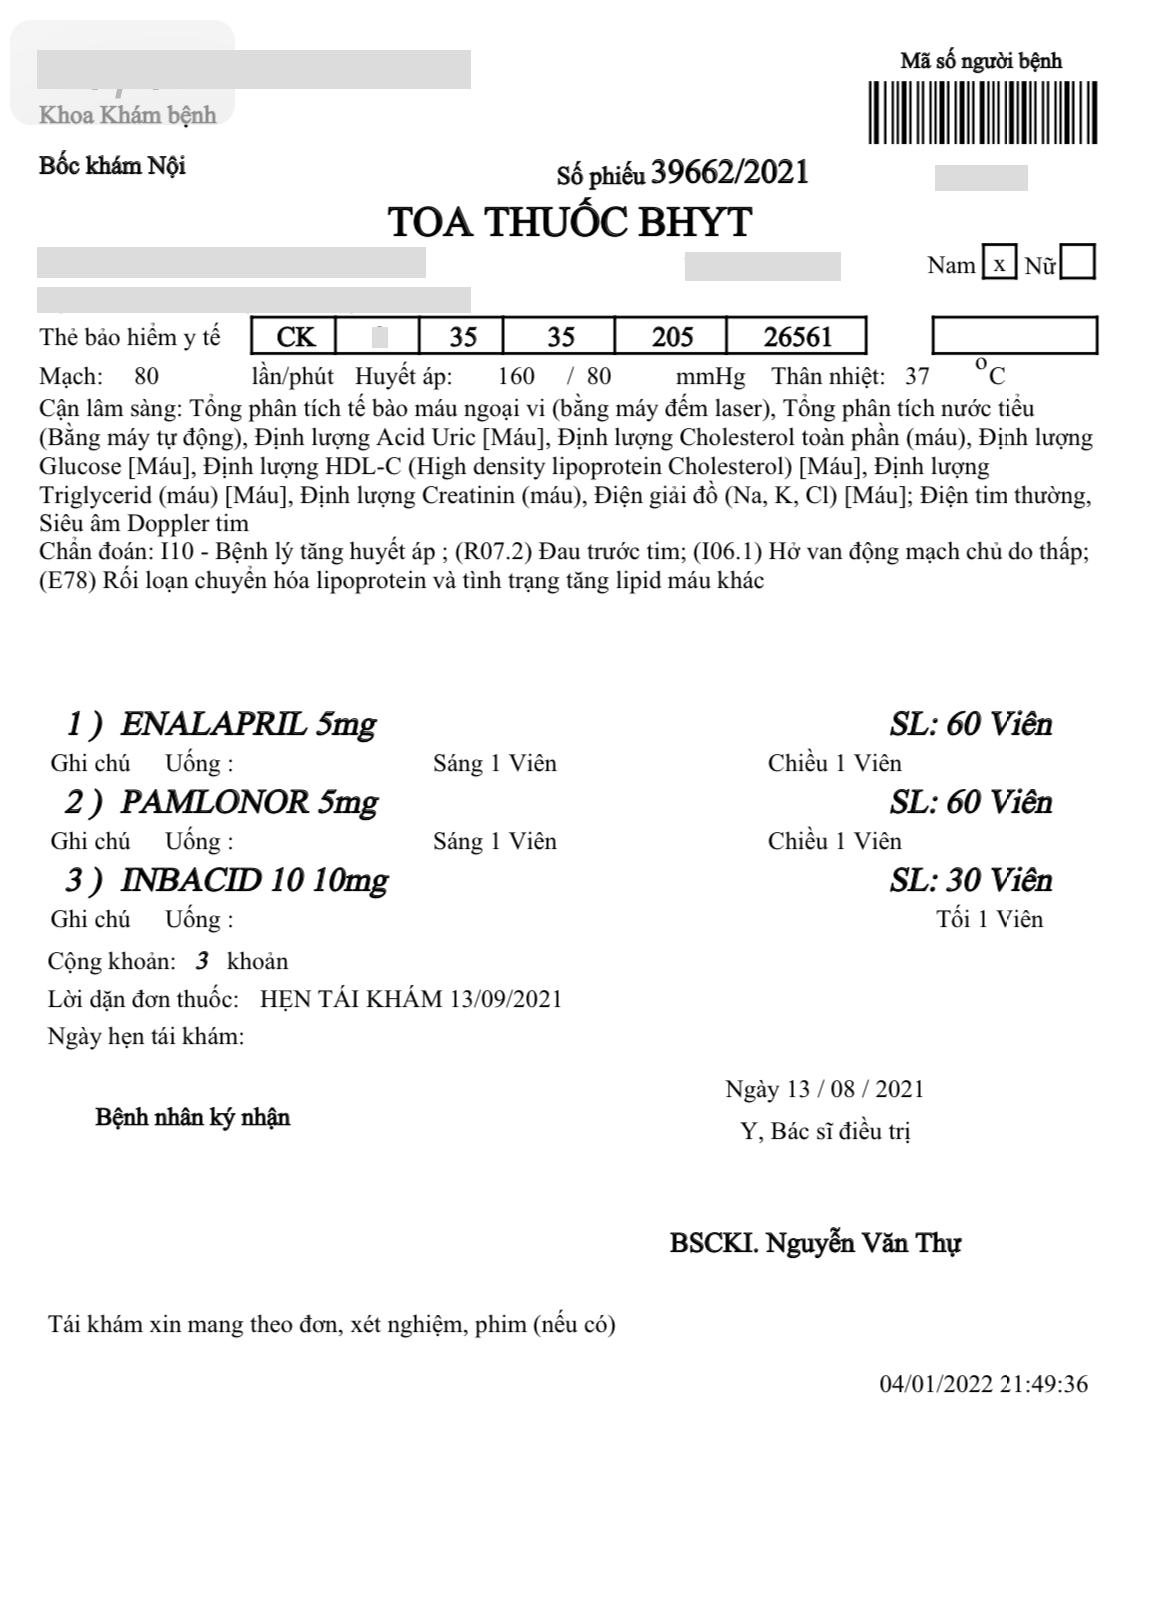 Mã số người bệnh
Khoa Khám bệnh
Bốc khám Nội
Số phiếu 39662/2021
TOA THUỐC BHYT
Nam x Nữ
Thẻ bảo hiểm y tế CK 35 35 205 26561
Mạch: 80 lần/phút Huyết áp: 160 / 80 mmHg Thân nhiệt: 37 °C
Cận lâm sàng: Tổng phân tích tế bào máu ngoại vi (bằng máy đếm laser), Tổng phân tích nước tiểu
(Bằng máy tự động), Định lượng Acid Uric [Máu], Định lượng Cholesterol toàn phần (máu), Định lượng
Glucose [Máu], Định lượng HDL-C (High density lipoprotein Cholesterol) [Máu], Định lượng
Triglycerid (máu) [Máu], Định lượng Creatinin (máu), Điện giải đồ (Na, K, Cl) [Máu]; Điện tim thường,
Siêu âm Doppler tim
Chẩn đoán: I10 - Bệnh lý tăng huyết áp ; (R07.2) Đau trước tim; (I06.1) Hở van động mạch chủ do thấp;
(E78) Rối loạn chuyển hóa lipoprotein và tình trạng tăng lipid máu khác
1 ) ENALAPRIL 5mg SL: 60 Viên
Ghi chú Uống : Sáng 1 Viên Chiều 1 Viên
2 ) PAMLONOR 5mg SL: 60 Viên
Ghi chú Uống : Sáng 1 Viên Chiều 1 Viên
3 ) INBACID 10 10mg SL: 30 Viên
Ghi chú Uống : Tối 1 Viên
Cộng khoản: 3 khoản
Lời dặn đơn thuốc: HẸN TÁI KHÁM 13/09/2021
Ngày hẹn tái khám:
Ngày 13 / 08 / 2021
Bệnh nhân ký nhận
Y, Bác sĩ điều trị
BSCKI. Nguyễn Văn Thự
Tái khám xin mang theo đơn, xét nghiệm, phim (nếu có)
04/01/2022 21:49:36